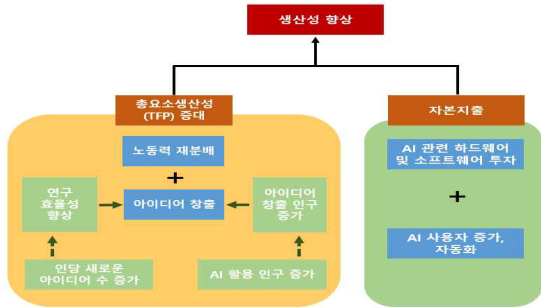 생산성 향상
총요소생산성
(TFP) 증대
자본지출
노동력 재분배
+
연구
효율성
향상
아이디어 창출
아이디어
창출 인구
증가
인당 새로운
아이디어 수 증가
AI 활용 인구 증가
AI 관련 하드웨어
및 소프트웨어 투자
+
AI 사용자 증가,
자동화